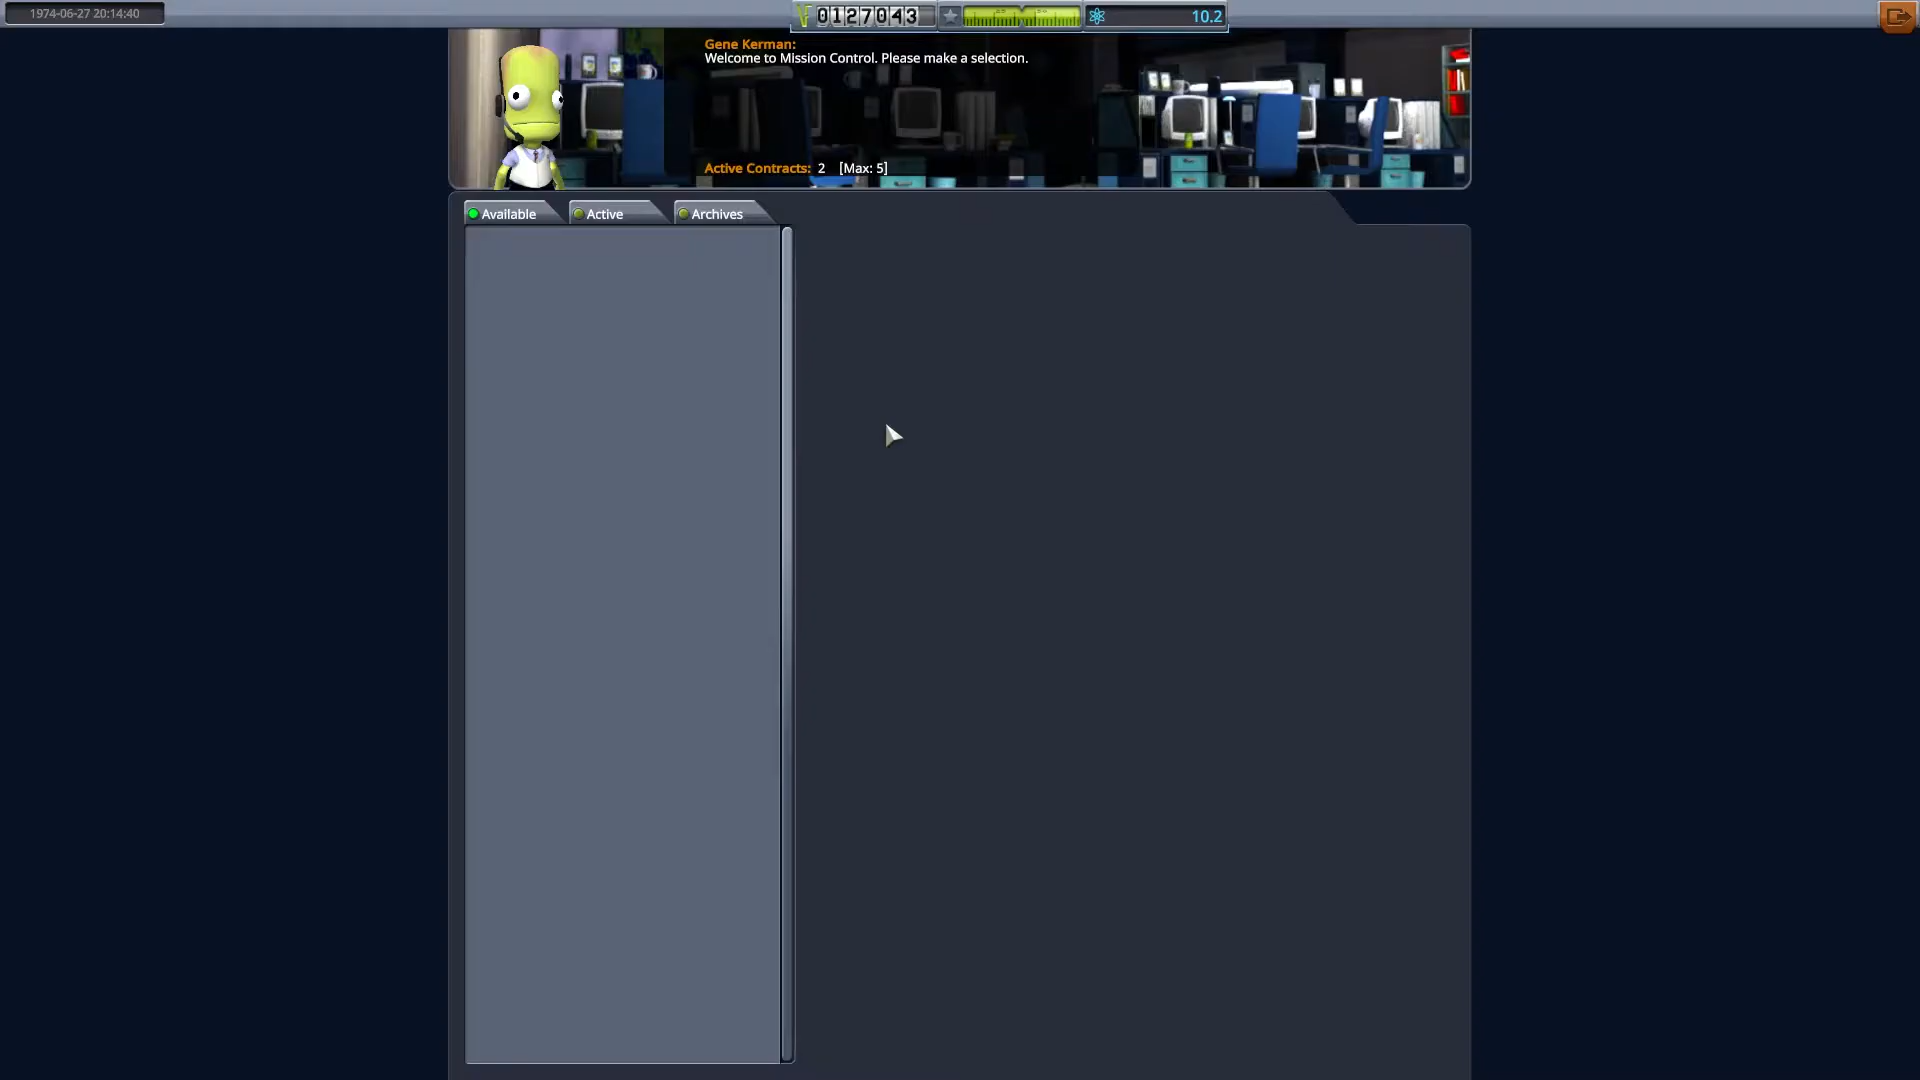 1974-06-27 20:14:40
0127043
10.2
Gene Kerman:
Welcome to Mission Control. Please make a selection.
Active Contracts: 2 [Max: 5]
Available
Active
Archives